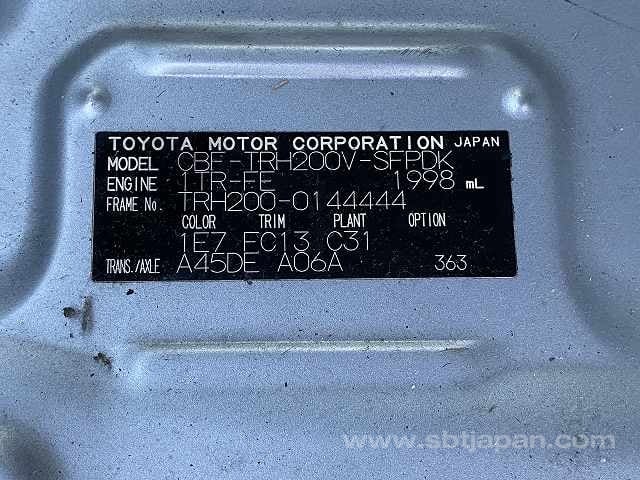 TOYOTA MOTOR CORPORATION JAPAN
MODEL CBF-TRH200V-SFPDK
ENGINE 1TR-FE 1998 mL
FRAME No. TRH200-0144444
COLOR TRIM PLANT OPTION
1E7 FC13 C31
TRANS./AXLE A45DE A06A 363
www.sbtjapan.com